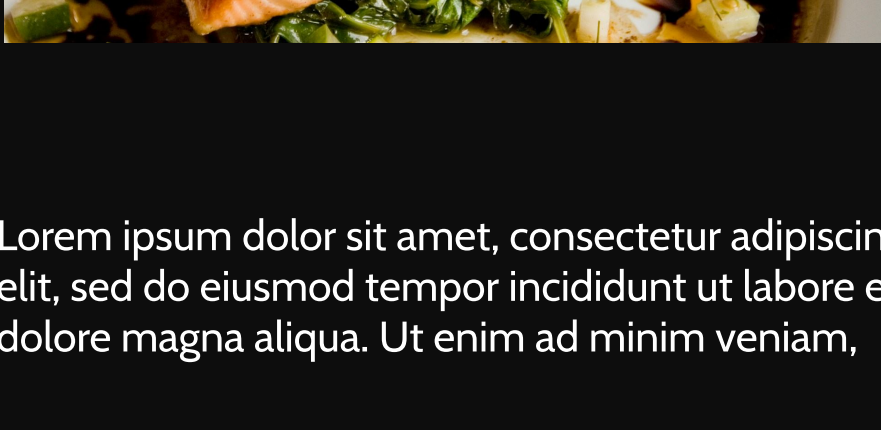 Lorem ipsum dolor sit amet, consectetur adipiscin
elit, sed do eiusmod tempor incididunt ut labore e
dolore magna aliqua. Ut enim ad minim veniam,